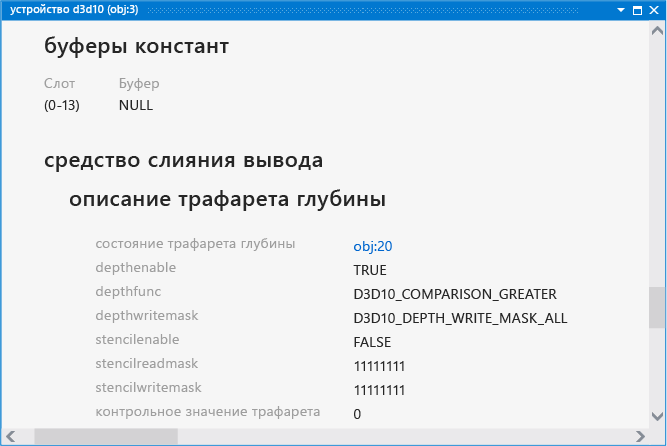 устройство d3d10 (obj:3)
буферы констант
Слот Буфер
(0-13) NULL
средство слияния вывода
описание трафарета глубины
состояние трафарета глубины obj:20
depthenable TRUE
depthfunc D3D10_COMPARISON_GREATER
depthwritemask D3D10_DEPTH_WRITE_MASK_ALL
stencilenable FALSE
stencilreadmask 11111111
stencilwritemask 11111111
контрольное значение трафарета 0